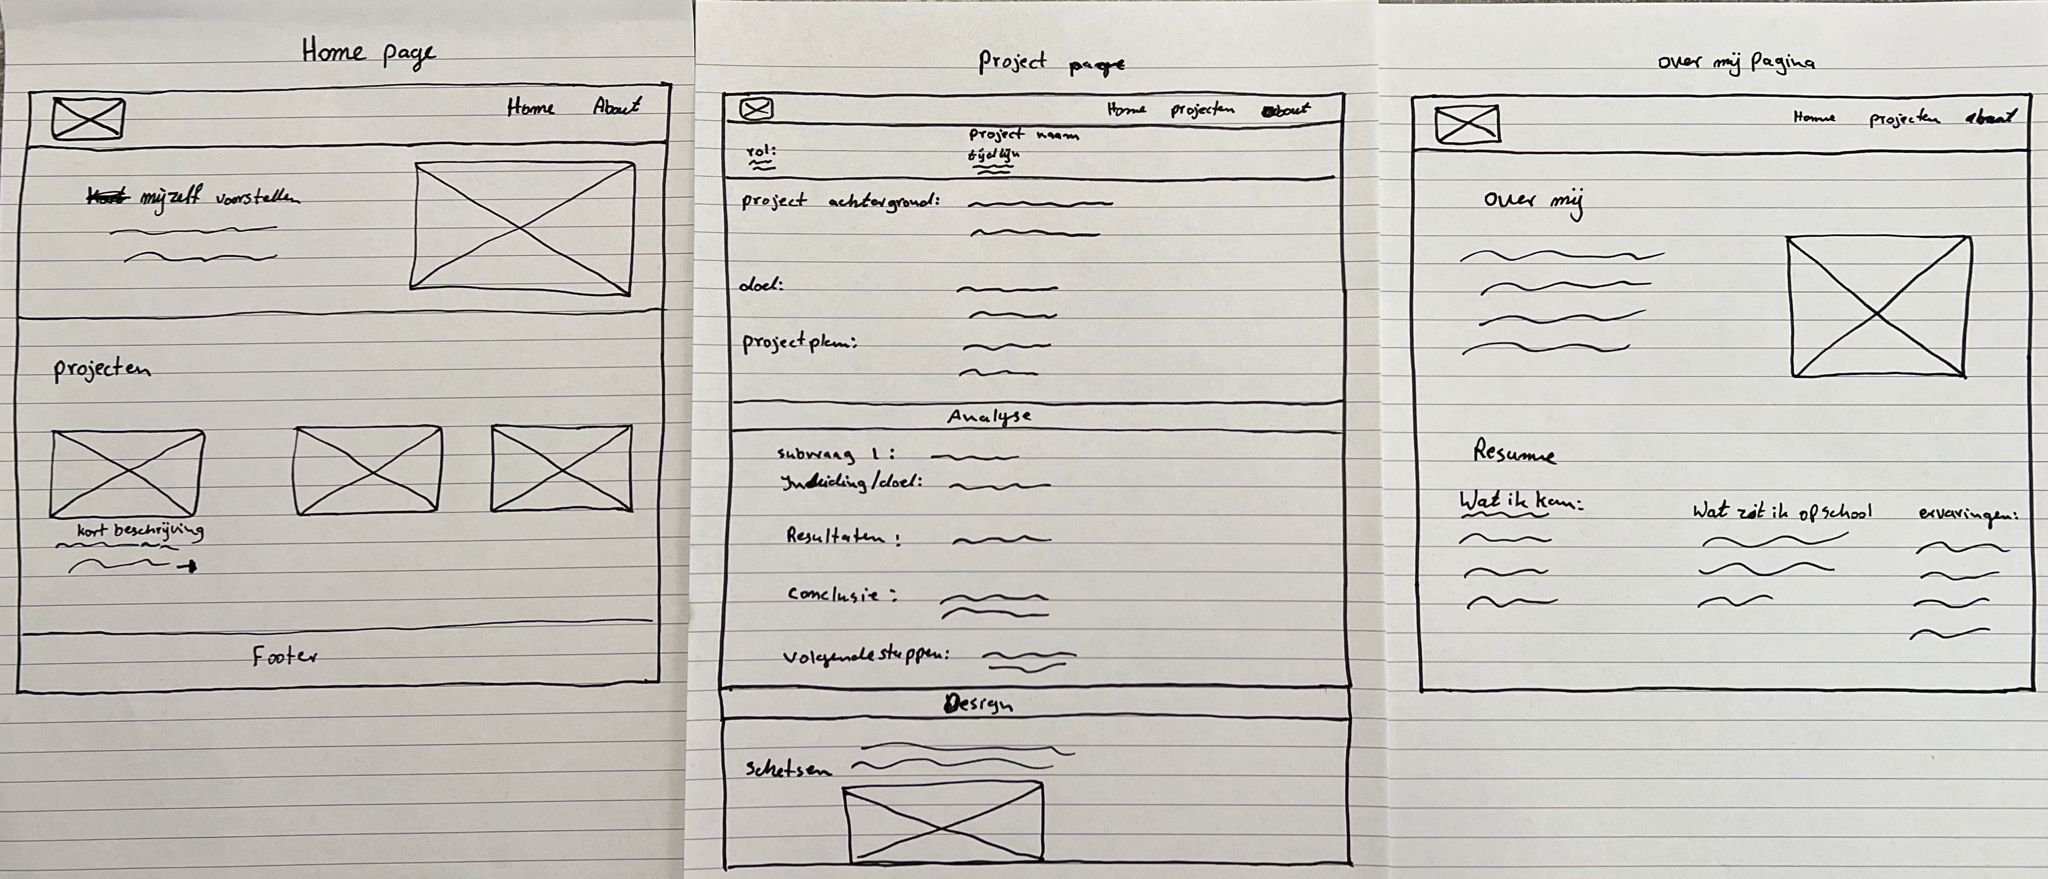 Home page
Home About
mijzelf voorstellen
projecten
kort beschrijving
Footer
Project page
Home projecten about
project naam
rol:
tijdlijn
project achtergrond:
doel:
projectplan:
Analyse
subvraag 1:
Inleiding/doel:
Resultaten:
Conclusie:
Volgende stappen:
Design
schetsen
over mij Pagina
Home projecten about
over mij
Resume
Wat ik kan: Wat zit ik op school ervaringen: